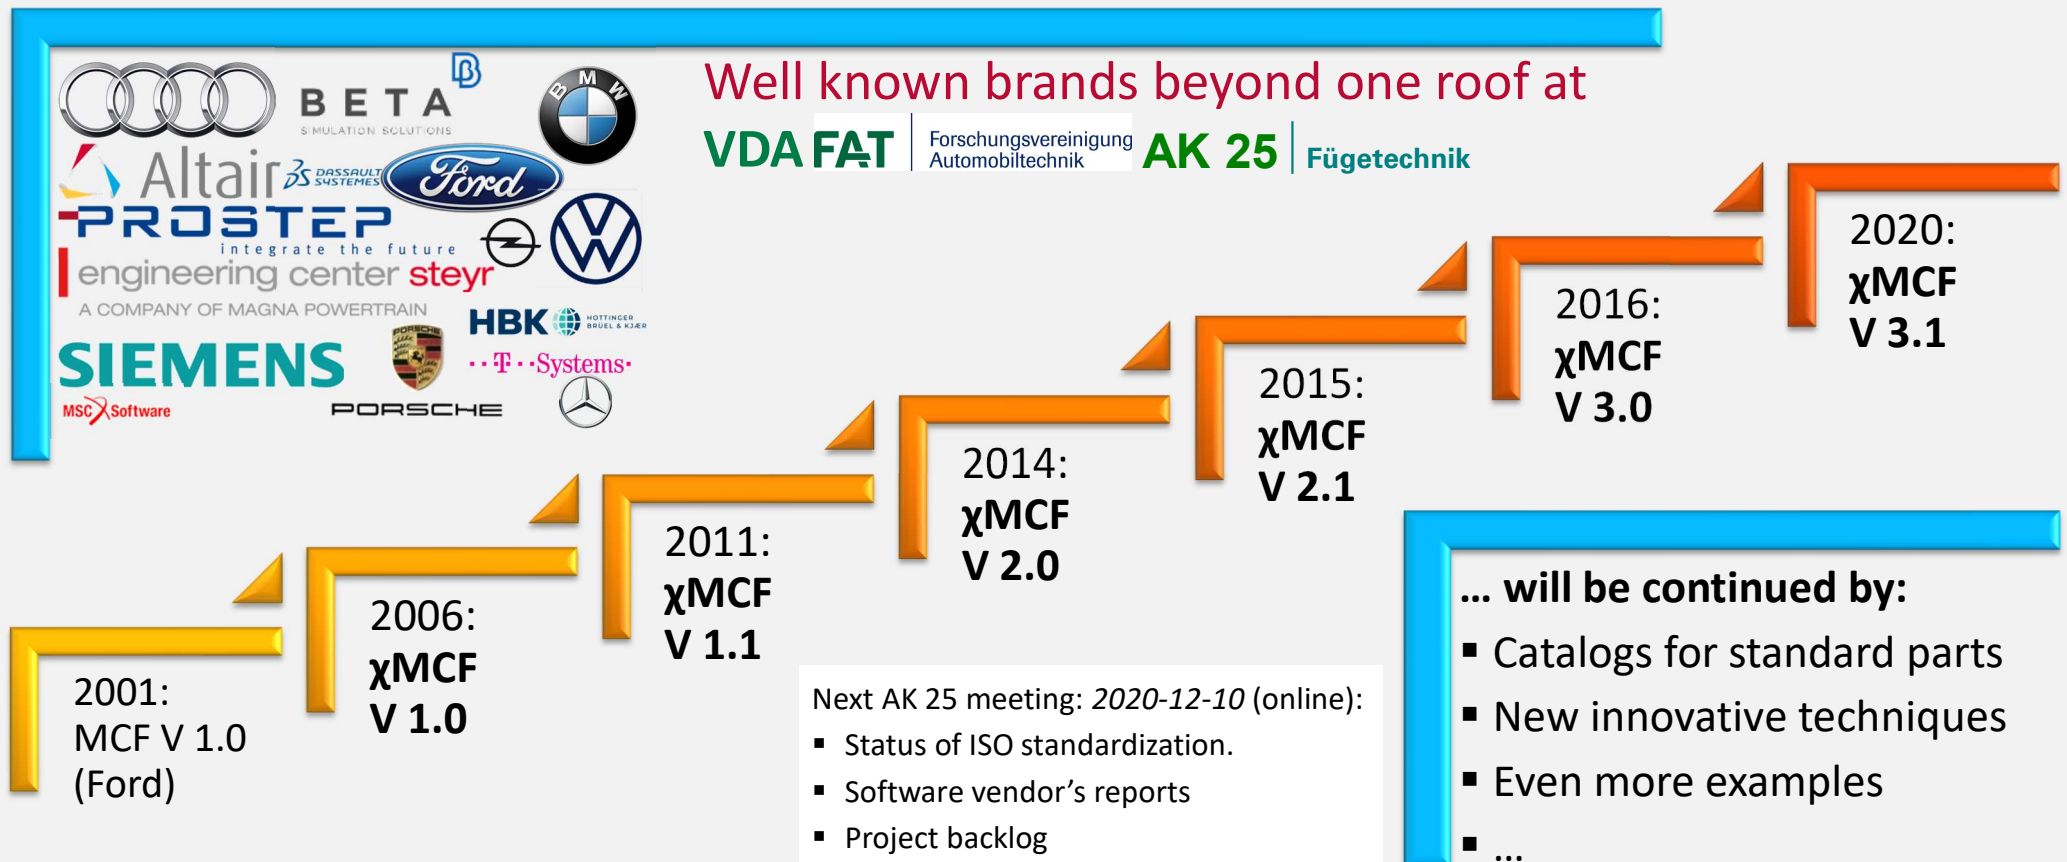 BETA
SIMULATION SOLUTIONS
BMW
Altair
DASSAULT
SYSTEMES
Ford
PROSTEP
integrate the future
engineering center steyr
A COMPANY OF MAGNA POWERTRAIN
HBK HOTTINGER
BRÜEL & KJÆR
SIEMENS
PORSCHE
··T··Systems·
MSC Software
PORSCHE
Well known brands beyond one roof at
VDA FAT Forschungsvereinigung
Automobiltechnik
AK 25 Fügetechnik
2001:
MCF V 1.0
(Ford)
2006:
χMCF
V 1.0
2011:
χMCF
V 1.1
2014:
χMCF
V 2.0
2015:
χMCF
V 2.1
2016:
χMCF
V 3.0
2020:
χMCF
V 3.1
Next AK 25 meeting: 2020-12-10 (online):
▪ Status of ISO standardization.
▪ Software vendor’s reports
▪ Project backlog
... will be continued by:
▪ Catalogs for standard parts
▪ New innovative techniques
▪ Even more examples
▪ ...